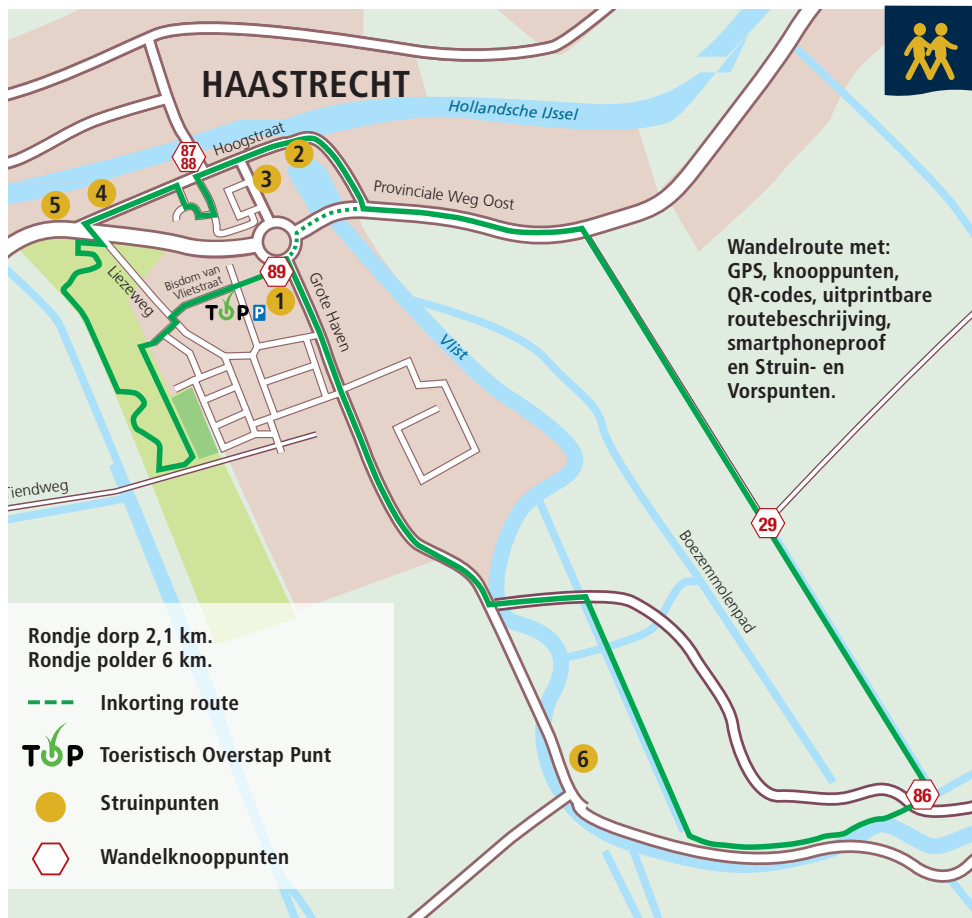 HAASTRECHT
Hollandsche IJssel
87
88
Hoogstraat
2
3
4
5
Provinciale Weg Oost
Wandelroute met:
GPS, knooppunten,
QR-codes, uitprintbare
routebeschrijving,
smartphoneproof
en Struin- en
Vorspunten.
Liezeweg
Bisdom van
Vlietstraat
89
TOP P
1
Grote Haven
Vlist
Tiendweg
29
Boezemmolenpad
6
86
Rondje dorp 2,1 km.
Rondje polder 6 km.
Inkorting route
TOP Toeristisch Overstap Punt
Struinpunten
Wandelknooppunten